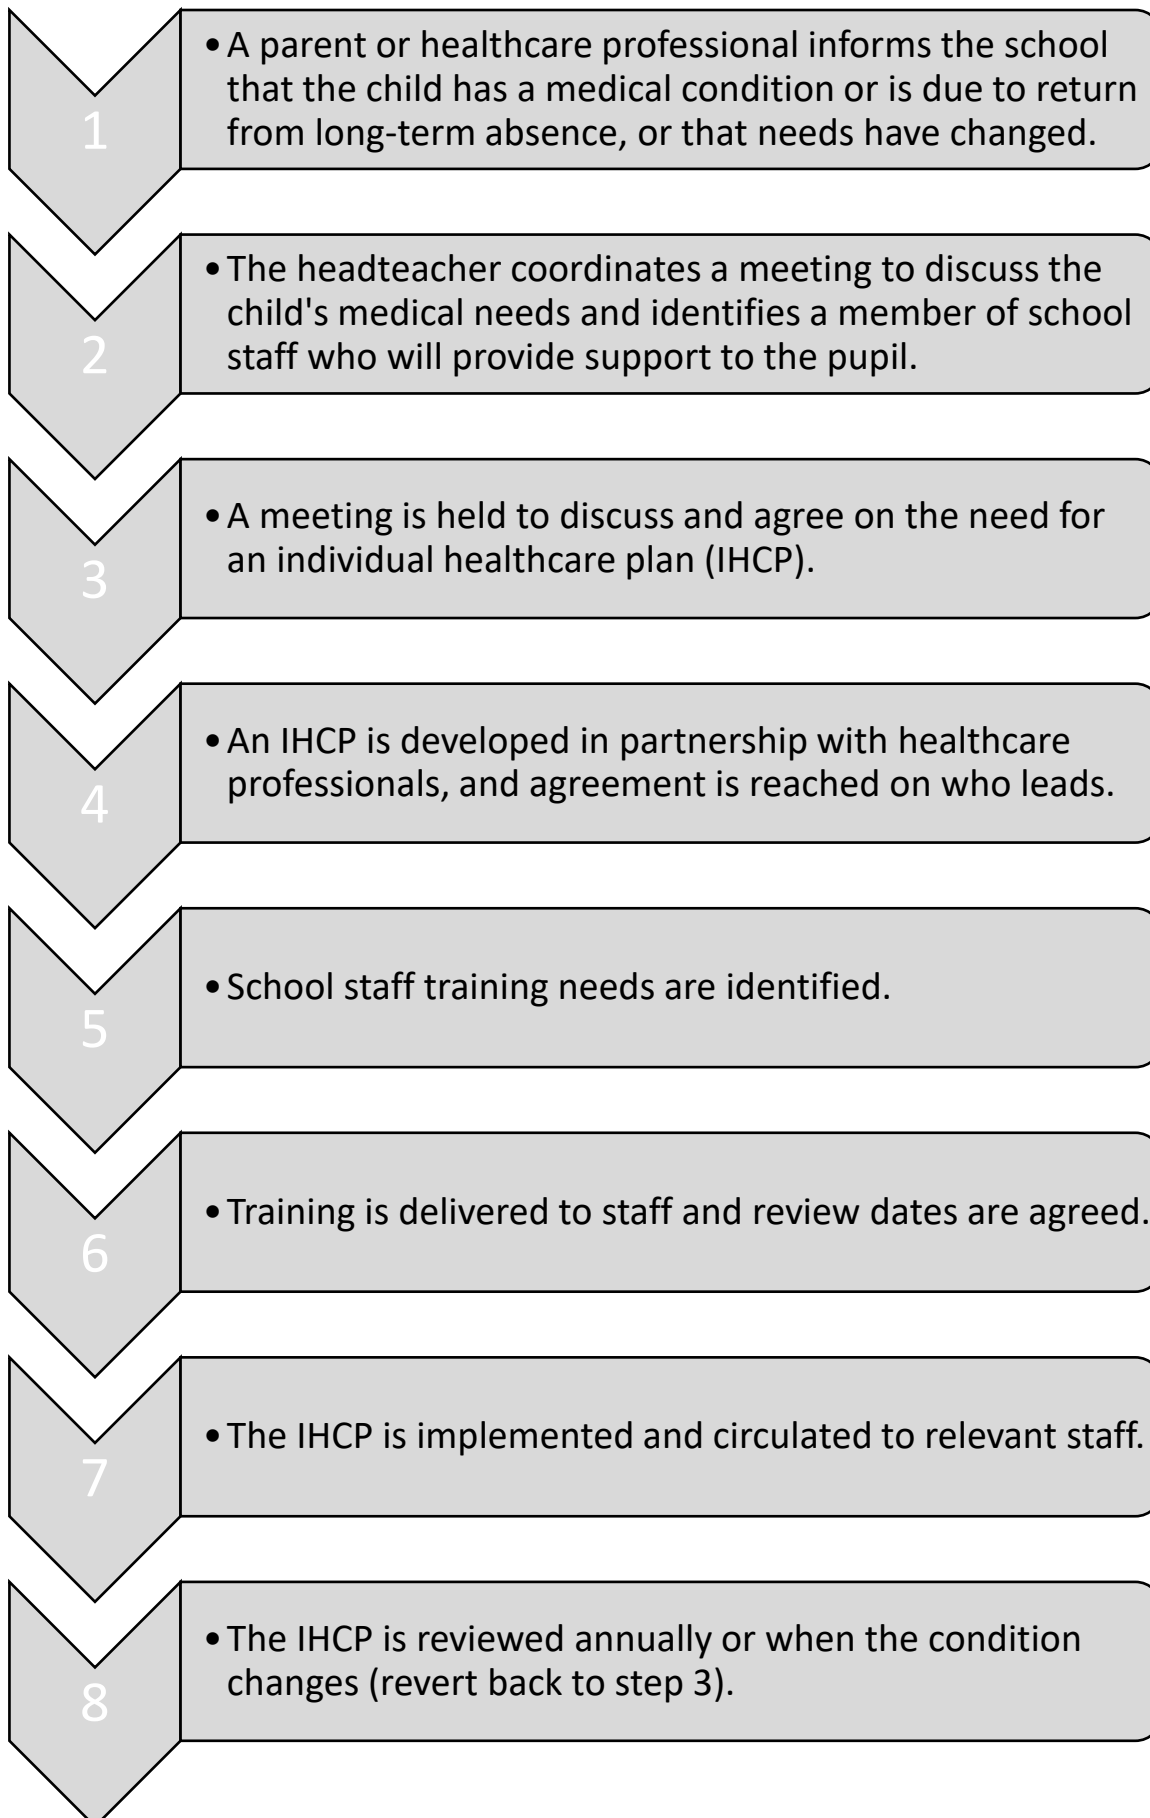 1
• A parent or healthcare professional informs the school
that the child has a medical condition or is due to return
from long-term absence, or that needs have changed.
2
• The headteacher coordinates a meeting to discuss the
child's medical needs and identifies a member of school
staff who will provide support to the pupil.
3
• A meeting is held to discuss and agree on the need for
an individual healthcare plan (IHCP).
4
• An IHCP is developed in partnership with healthcare
professionals, and agreement is reached on who leads.
5
• School staff training needs are identified.
6
• Training is delivered to staff and review dates are agreed.
7
• The IHCP is implemented and circulated to relevant staff.
8
• The IHCP is reviewed annually or when the condition
changes (revert back to step 3).